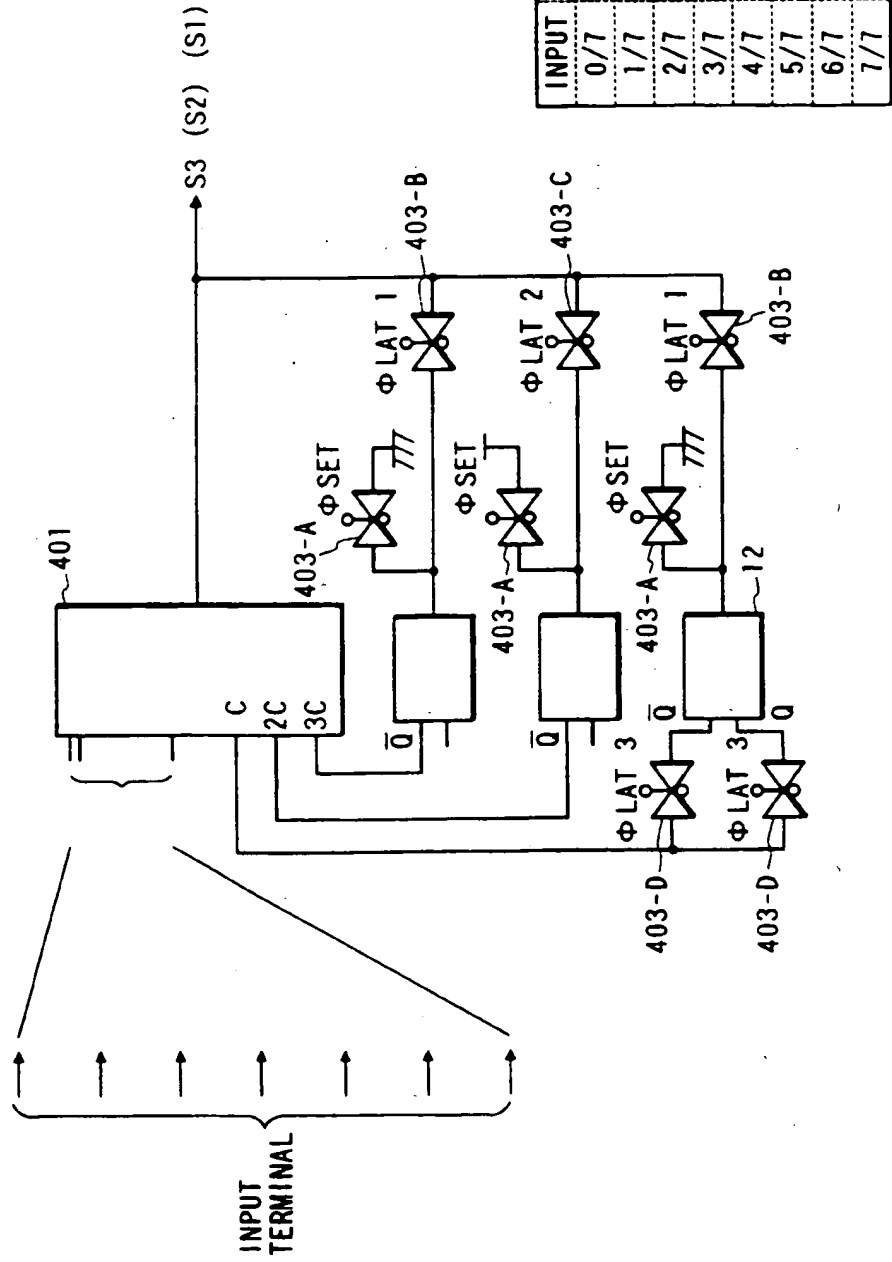 S3 (S2) (S1)
401
C
2C
3C
Φ LAT 1
403-B
Φ SET
403-A
Q̅
Φ LAT 2
403-C
Φ SET
403-A
Q̅
Φ LAT 1
403-B
Φ SET
403-A
12
Q̅
Q
Φ LAT 3
403-D
Φ LAT 3
403-D
INPUT
TERMINAL
INPUT
0/7
1/7
2/7
3/7
4/7
5/7
6/7
7/7